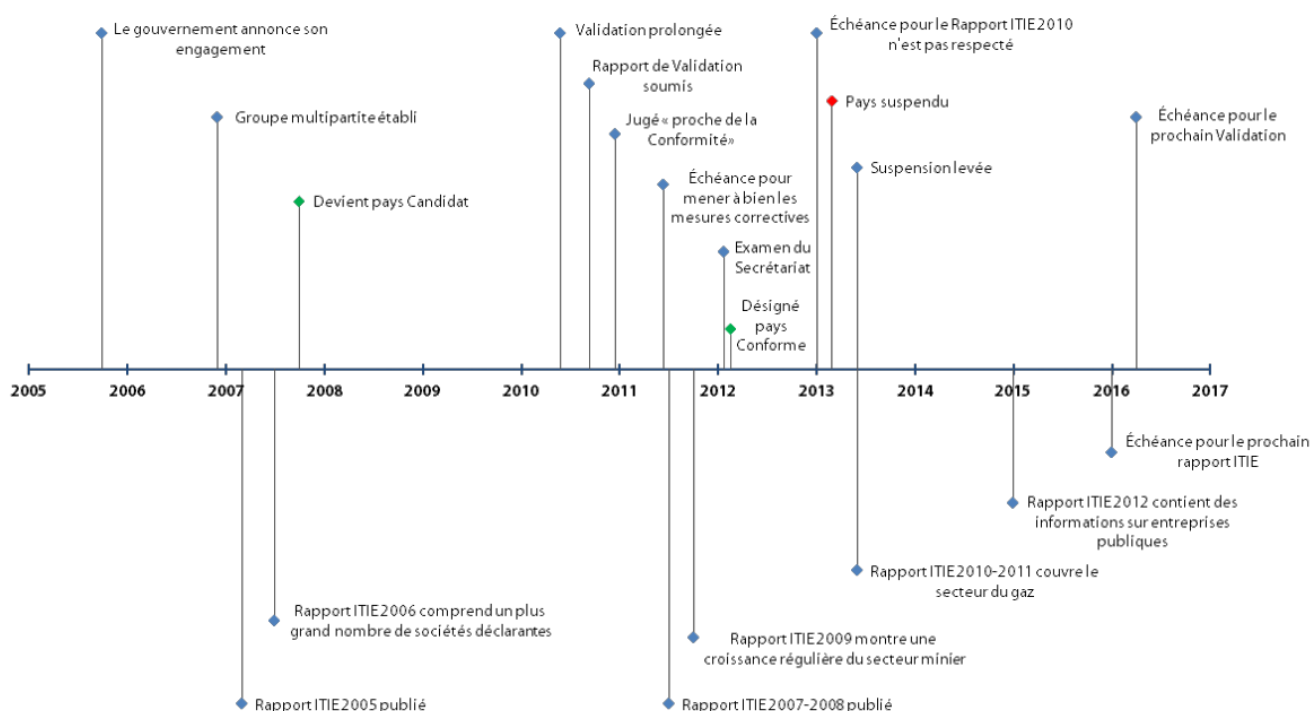 Le gouvernement annonce son
engagement
Groupe multipartite établi
Devient pays Candidat
Validation prolongée
Rapport de Validation
soumis
Jugé « proche de la
Conformité»
Échéance pour
mener à bien les
mesures correctives
Examen du
Secrétariat
Désigné
pays
Conforme
Échéance pour le Rapport ITIE 2010
n'est pas respecté
Pays suspendu
Suspension levée
Échéance pour le
prochain Validation
2005 2006 2007 2008 2009 2010 2011 2012 2013 2014 2015 2016 2017
Échéance pour le prochain
rapport ITIE
Rapport ITIE 2012 contient des
informations sur entreprises
publiques
Rapport ITIE 2010-2011 couvre le
secteur du gaz
Rapport ITIE 2006 comprend un plus
grand nombre de sociétés déclarantes
Rapport ITIE 2009 montre une
croissance régulière du secteur minier
Rapport ITIE 2005 publié
Rapport ITIE 2007-2008 publié